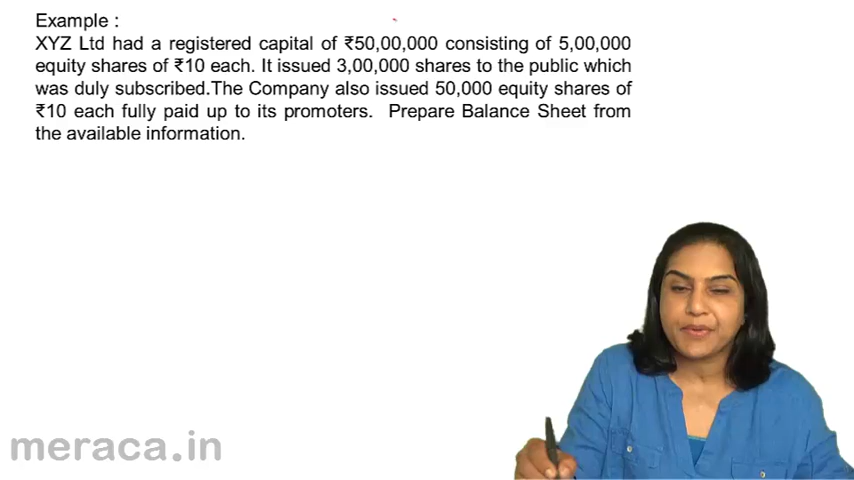 Example :
XYZ Ltd had a registered capital of ₹50,00,000 consisting of 5,00,000
equity shares of ₹10 each. It issued 3,00,000 shares to the public which
was duly subscribed.The Company also issued 50,000 equity shares of
₹10 each fully paid up to its promoters. Prepare Balance Sheet from
the available information.
meraca.in